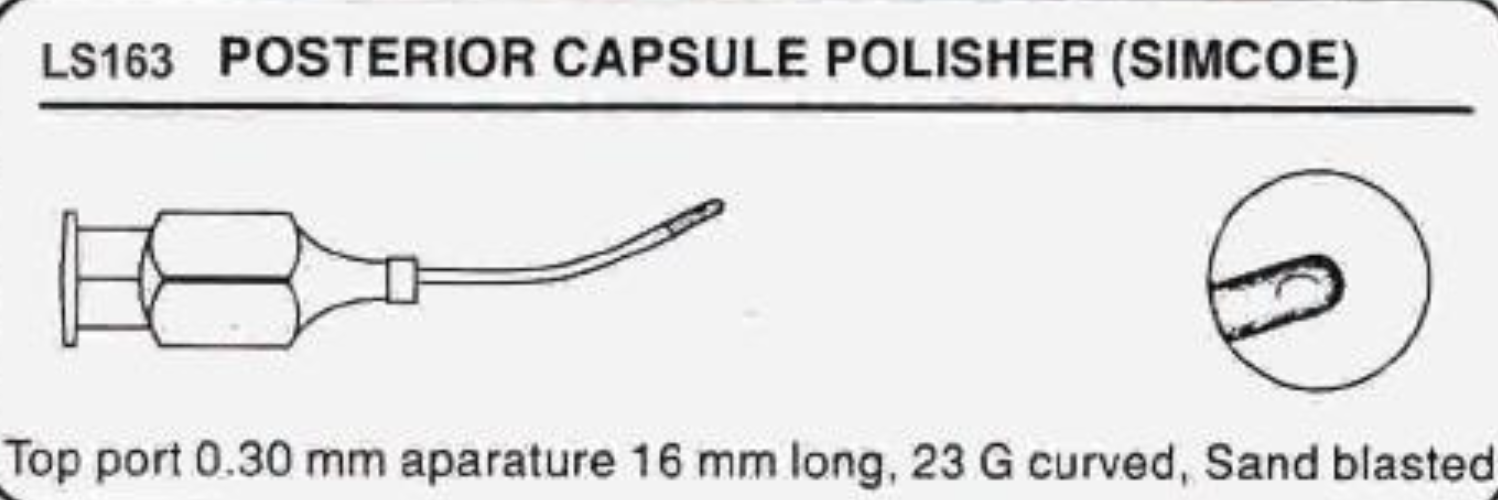 LS163 POSTERIOR CAPSULE POLISHER (SIMCOE)
Top port 0.30 mm aparature 16 mm long, 23 G curved, Sand blasted